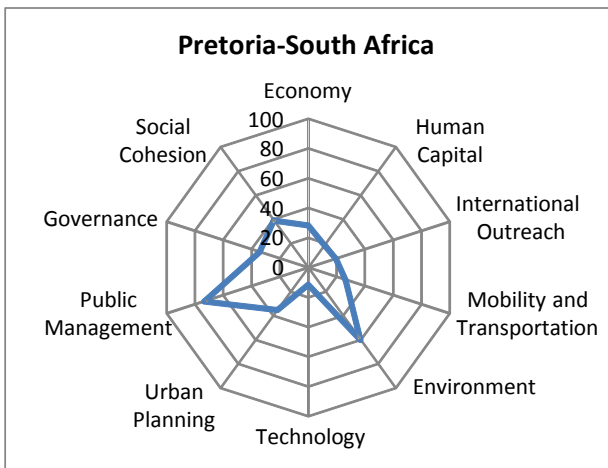 Pretoria-South Africa
Economy
Human
Capital
International
Outreach
Mobility and
Transportation
Environment
Technology
Urban
Planning
Public
Management
Governance
Social
Cohesion
100
80
60
40
20
0